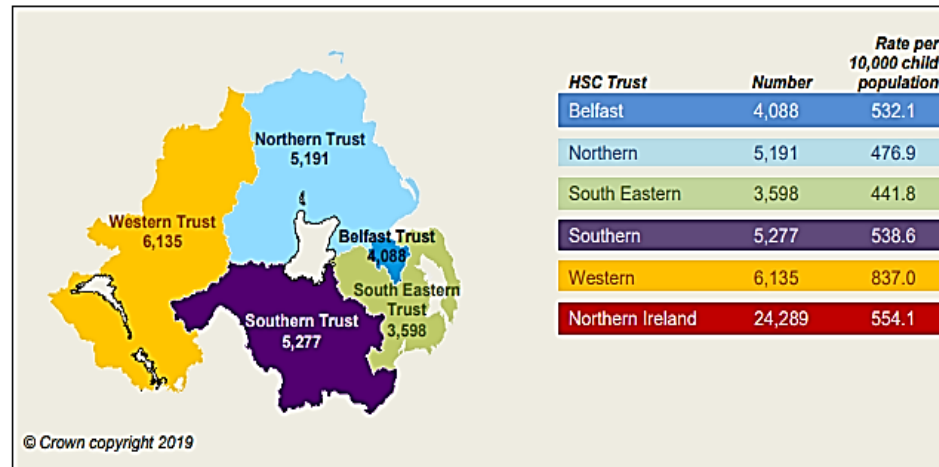 Northern Trust
5,191
Western Trust
6,135
Belfast Trust
4,088
South Eastern
Trust
3,598
Southern Trust
5,277
© Crown copyright 2019
Rate per
10,000 child
HSC Trust Number population
Belfast 4,088 532.1
Northern 5,191 476.9
South Eastern 3,598 441.8
Southern 5,277 538.6
Western 6,135 837.0
Northern Ireland 24,289 554.1